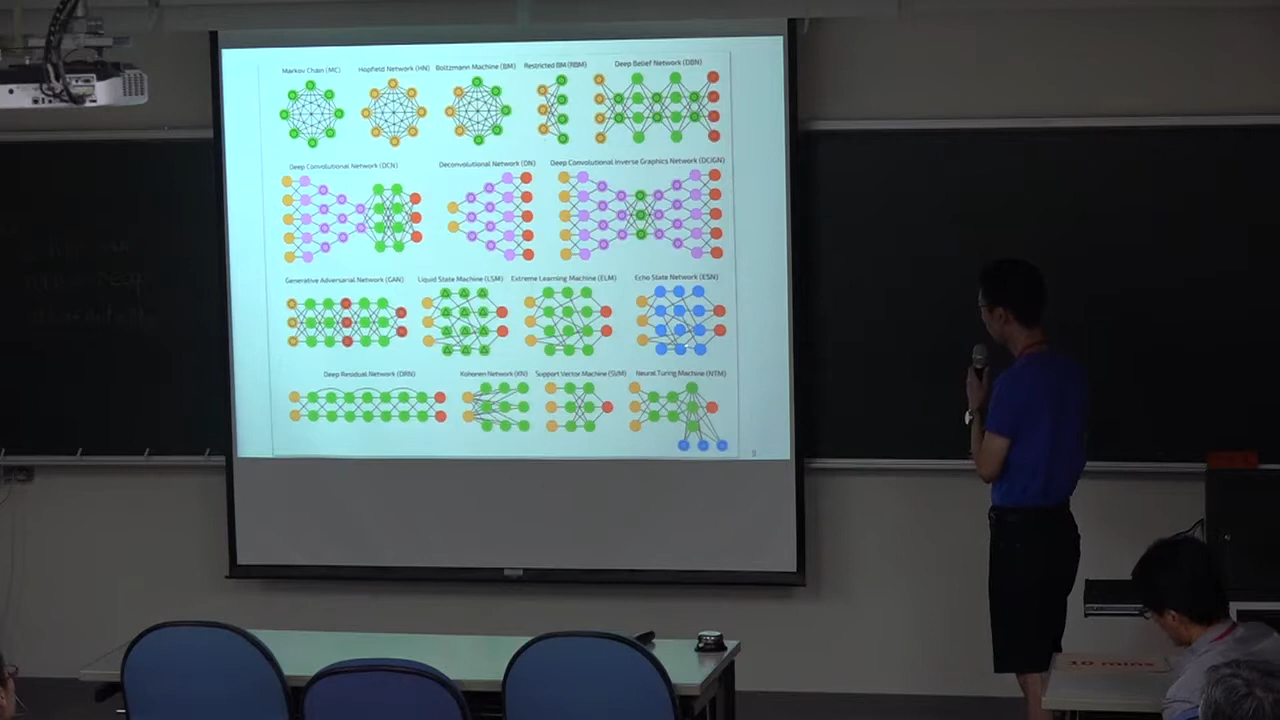 Markov Chain (MC) Hopfield Network (HN) Boltzmann Machine (BM) Restricted BM (RBM) Deep Belief Network (DBN)
Deep Convolutional Network (DCN) Deconvolutional Network (DN) Deep Convolutional Inverse Graphics Network (DCIGN)
Generative Adversarial Network (GAN) Liquid State Machine (LSM) Extreme Learning Machine (ELM) Echo State Network (ESN)
Deep Residual Network (DRN) Kohonen Network (KN) Support Vector Machine (SVM) Neural Turing Machine (NTM)
10 mins